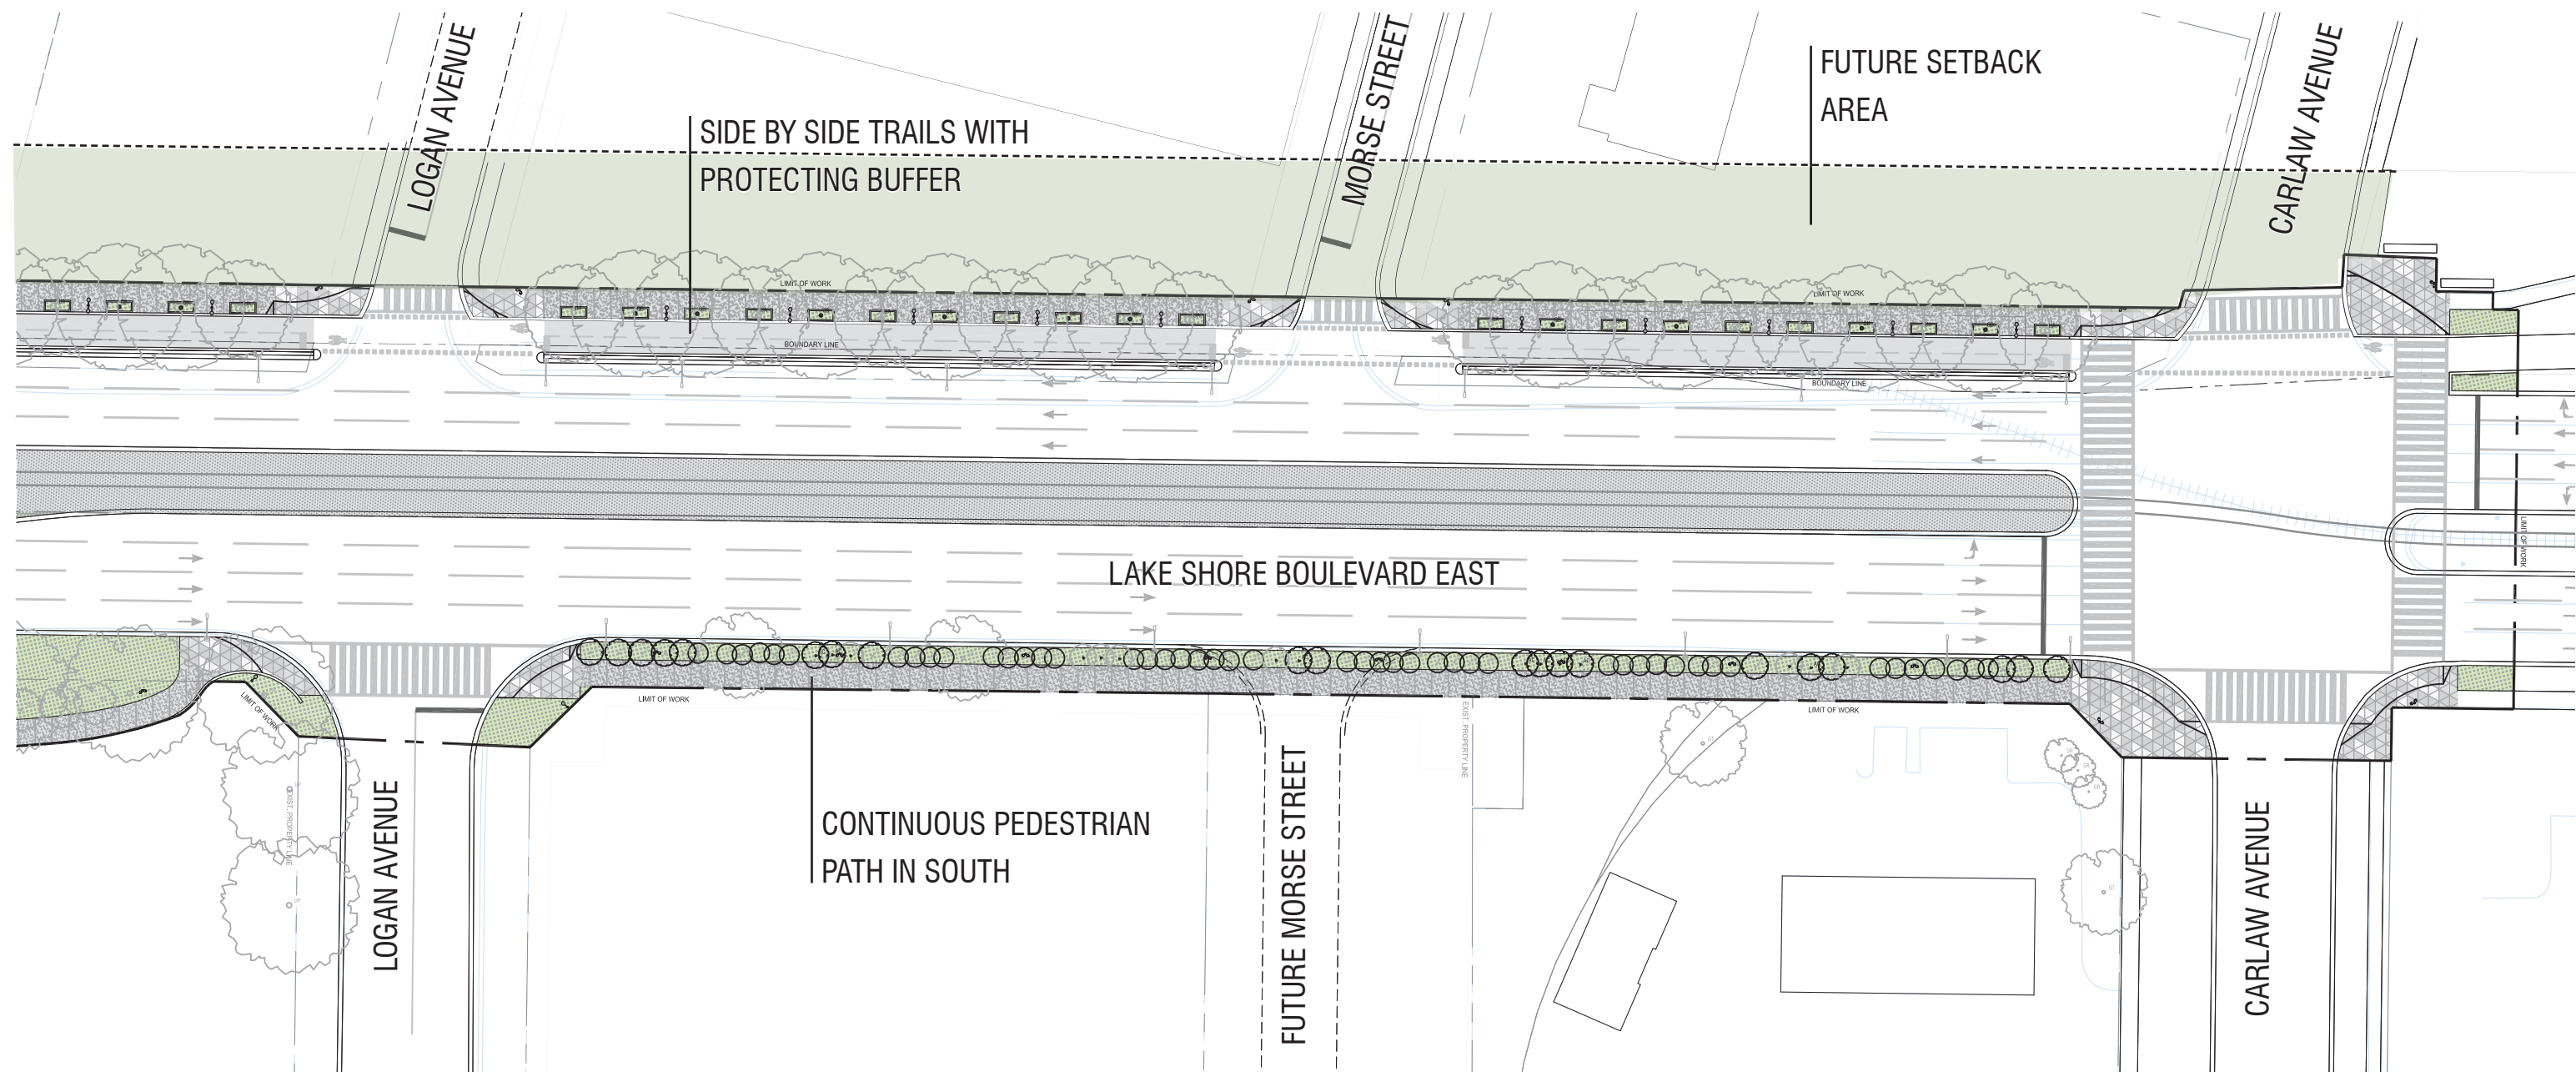 LOGAN AVENUE
MORSE STREET
CARLAW AVENUE
FUTURE SETBACK
AREA
SIDE BY SIDE TRAILS WITH
PROTECTING BUFFER
LIMIT OF WORK
LIMIT OF WORK
BOUNDARY LINE
BOUNDARY LINE
LIMIT OF WORK
LAKE SHORE BOULEVARD EAST
LIMIT OF WORK
LIMIT OF WORK
LIMIT OF WORK
EXIST. PROPERTY LINE
EXIST. PROPERTY LINE
CONTINUOUS PEDESTRIAN
PATH IN SOUTH
LOGAN AVENUE
FUTURE MORSE STREET
CARLAW AVENUE